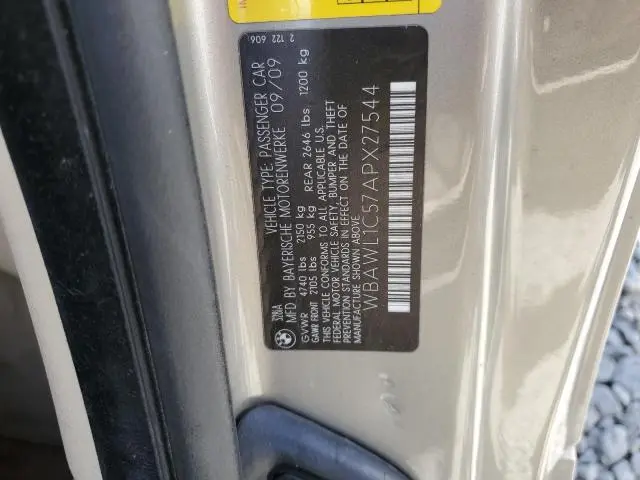 328iA
VEHICLE TYPE: PASSENGER CAR
MFD BY BAYERISCHE MOTORENWERKE 09/09
GVWR 4740 lbs 2150 kg
GAWR FRONT 2105 lbs 955 kg REAR 2646 lbs 1200 kg
THIS VEHICLE CONFORMS TO ALL APPLICABLE U.S.
FEDERAL MOTOR VEHICLE SAFETY, BUMPER AND THEFT
PREVENTION STANDARDS IN EFFECT ON THE DATE OF
MANUFACTURE SHOWN ABOVE
WBAWL1C57APX27544
2 122 606